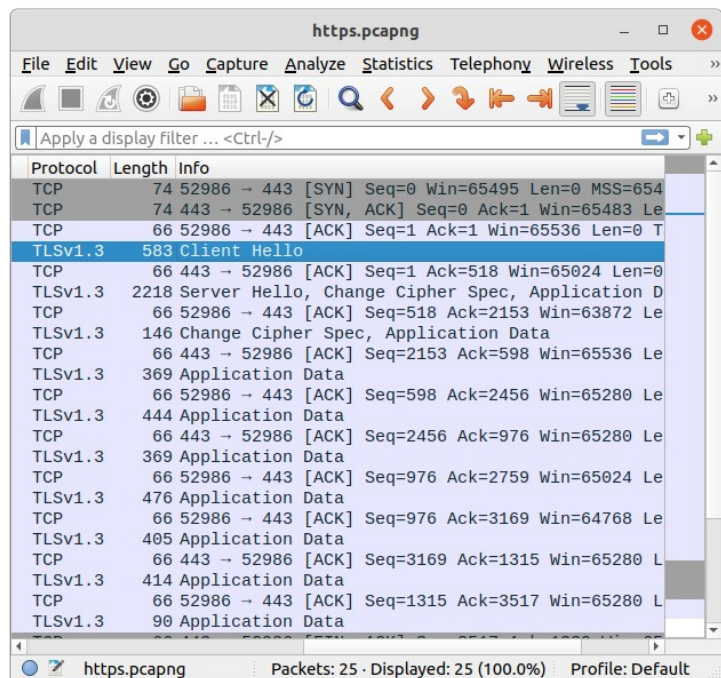 https.pcapng
File Edit View Go Capture Analyze Statistics Telephony Wireless Tools »
»
Apply a display filter … <Ctrl-/>
Protocol Length Info
TCP 74 52986 → 443 [SYN] Seq=0 Win=65495 Len=0 MSS=654
TCP 74 443 → 52986 [SYN, ACK] Seq=0 Ack=1 Win=65483 Le
TCP 66 52986 → 443 [ACK] Seq=1 Ack=1 Win=65536 Len=0 T
TLSv1.3 583 Client Hello
TCP 66 443 → 52986 [ACK] Seq=1 Ack=518 Win=65024 Len=0
TLSv1.3 2218 Server Hello, Change Cipher Spec, Application D
TCP 66 52986 → 443 [ACK] Seq=518 Ack=2153 Win=63872 Le
TLSv1.3 146 Change Cipher Spec, Application Data
TCP 66 443 → 52986 [ACK] Seq=2153 Ack=598 Win=65536 Le
TLSv1.3 369 Application Data
TCP 66 52986 → 443 [ACK] Seq=598 Ack=2456 Win=65280 Le
TLSv1.3 444 Application Data
TCP 66 443 → 52986 [ACK] Seq=2456 Ack=976 Win=65280 Le
TLSv1.3 369 Application Data
TCP 66 52986 → 443 [ACK] Seq=976 Ack=2759 Win=65024 Le
TLSv1.3 476 Application Data
TCP 66 52986 → 443 [ACK] Seq=976 Ack=3169 Win=64768 Le
TLSv1.3 405 Application Data
TCP 66 443 → 52986 [ACK] Seq=3169 Ack=1315 Win=65280 L
TLSv1.3 414 Application Data
TCP 66 52986 → 443 [ACK] Seq=1315 Ack=3517 Win=65280 L
TLSv1.3 90 Application Data
https.pcapng Packets: 25 · Displayed: 25 (100.0%) Profile: Default